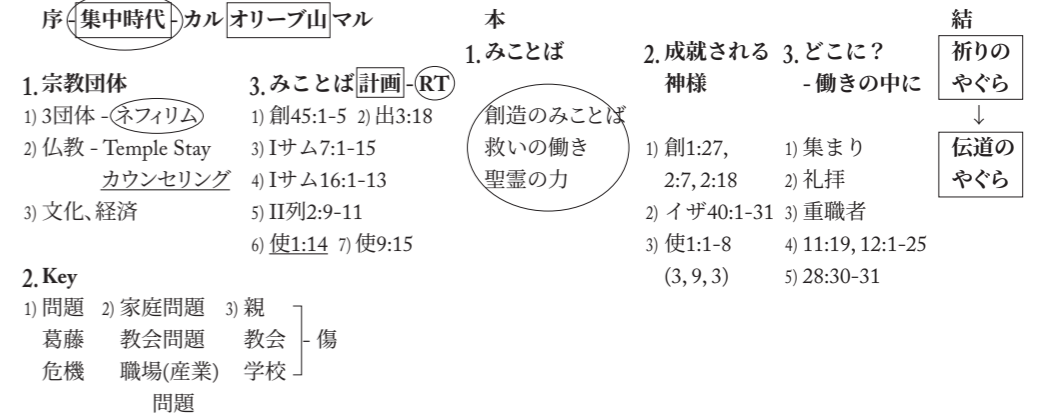 序 - 集中時代 - カル オリーブ山 マル
1. 宗教団体
1) 3団体 - ネフィリム
2) 仏教 - Temple Stay
カウンセリング
3) 文化、経済
2. Key
1) 問題 2) 家庭問題 3) 親
葛藤 教会問題 教会 - 傷
危機 職場(産業) 学校
問題
3. みことば 計画 - RT
1) 創45:1-5 2) 出3:18
3) Iサム7:1-15
4) Iサム16:1-13
5) II列2:9-11
6) 使1:14 7) 使9:15
本
1. みことば
創造のみことば
救いの働き
聖霊の力
2. 成就される
神様
1) 創1:27,
2:7, 2:18
2) イザ40:1-31
3) 使1:1-8
(3, 9, 3)
3. どこに？
- 働きの中に
1) 集まり
2) 礼拝
3) 重職者
4) 11:19, 12:1-25
5) 28:30-31
結
祈りの
やぐら
↓
伝道の
やぐら